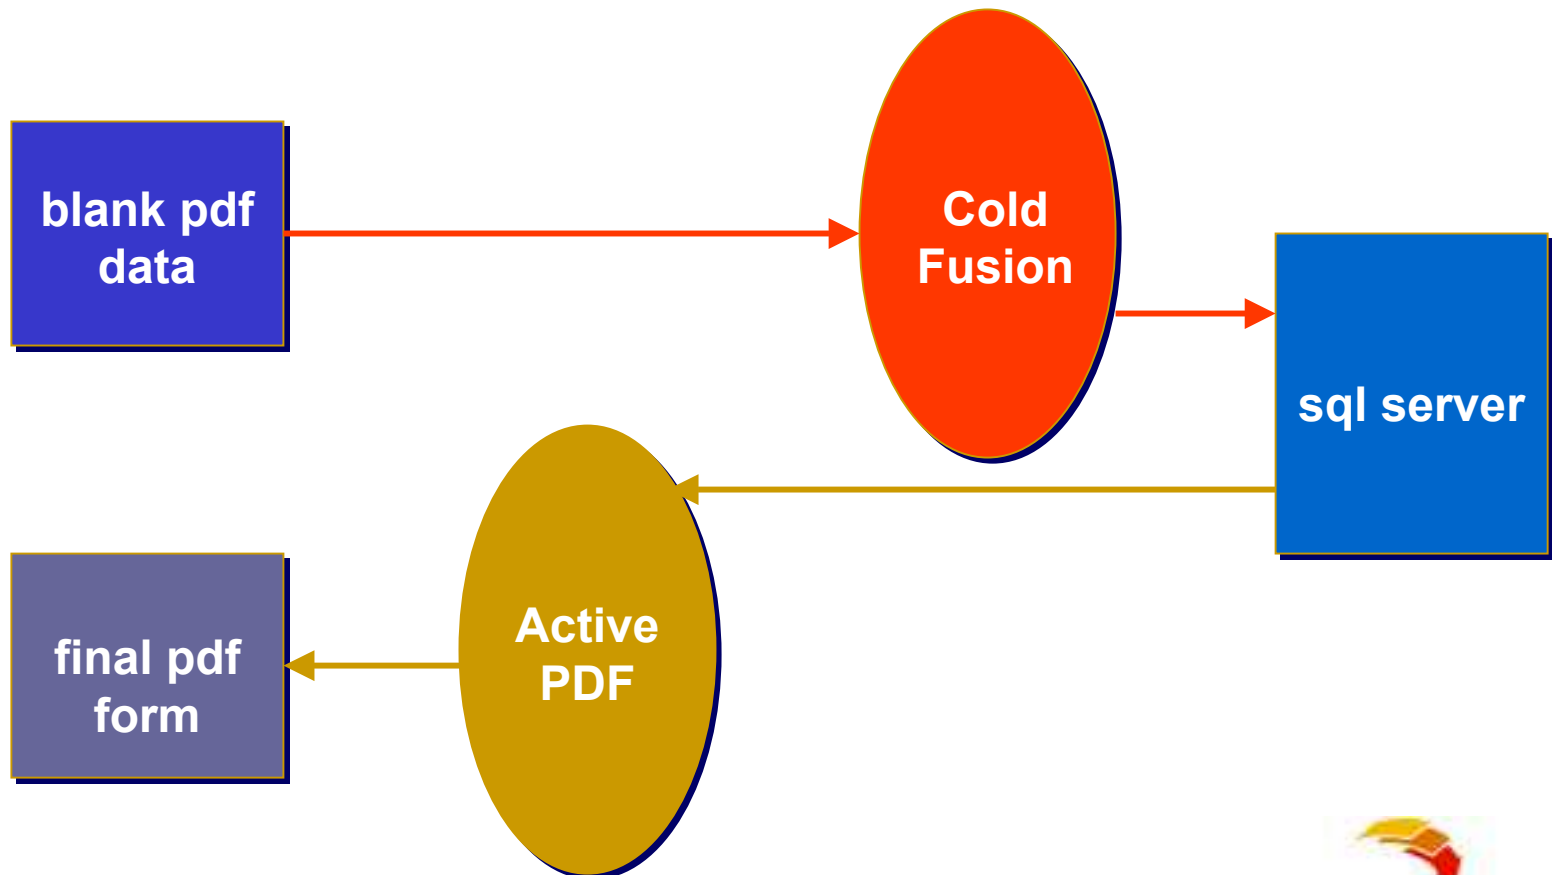 blank pdf
data
Cold
Fusion
sql server
Active
PDF
final pdf
form